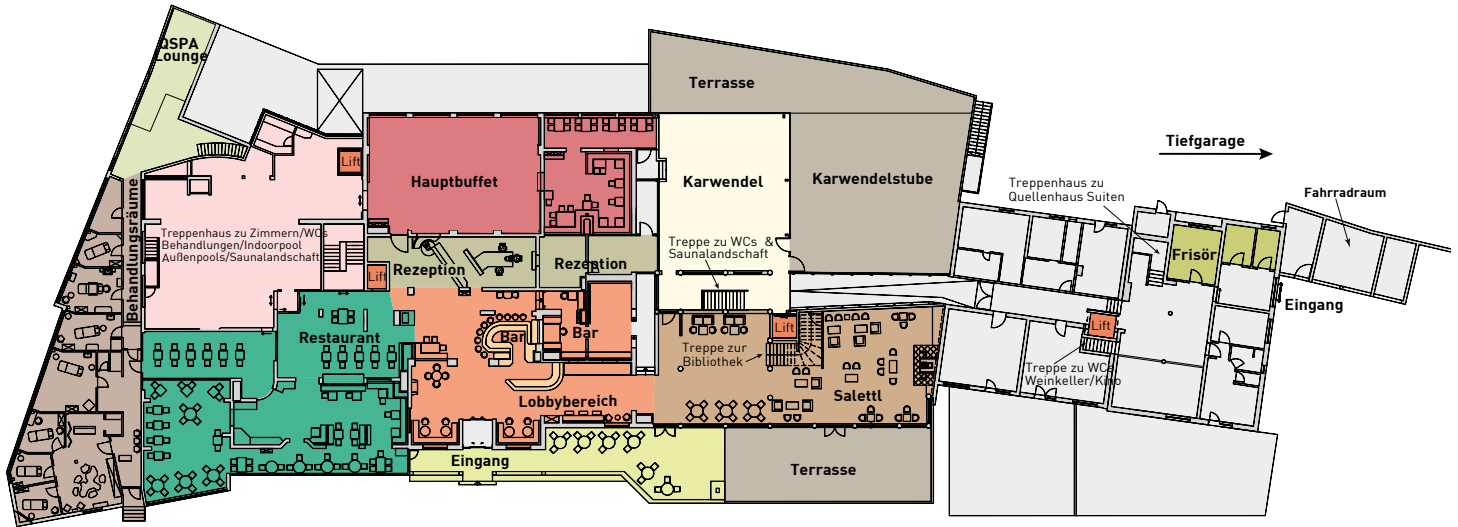 QSPA
Lounge
Terrasse
Tiefgarage
Lift
Hauptbuffet
Karwendel
Karwendelstube
Treppenhaus zu
Quellenhaus Suiten
Fahrradraum
Behandlungsräume
Treppenhaus zu Zimmern/WCs
Behandlungen/Indoorpool
Außenpools/Saunalandschaft
Treppe zu WCs &
Saunalandschaft
Frisör
Rezeption
Rezeption
Lift
Eingang
Restaurant
Bar
Bar
Lift
Lift
Treppe zur
Bibliothek
Treppe zu WCs
Weinkeller/Kino
Lobbybereich
Salettl
Eingang
Terrasse